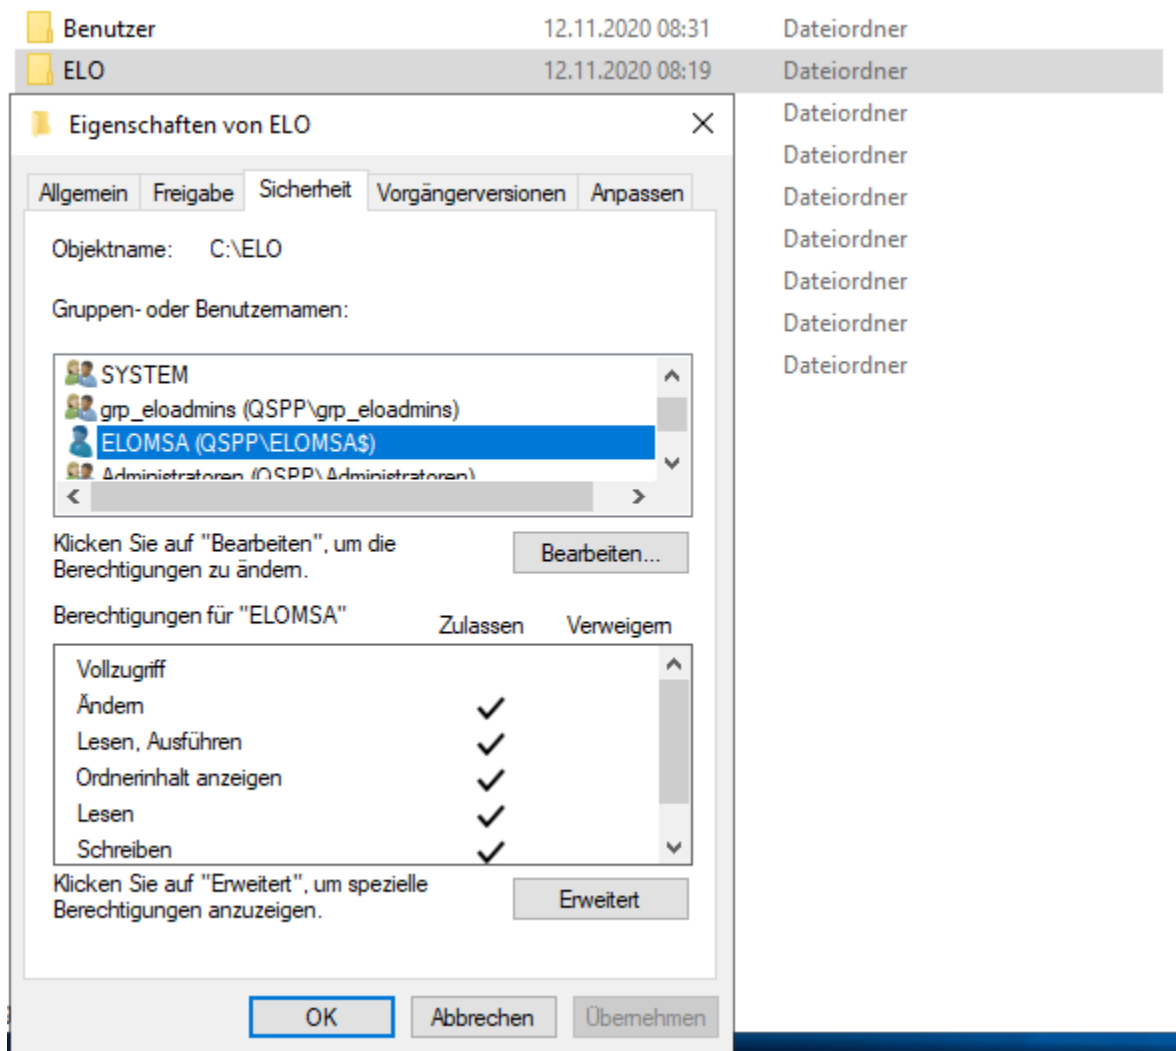 Benutzer 12.11.2020 08:31 Dateiordner
ELO 12.11.2020 08:19 Dateiordner
Dateiordner
Dateiordner
Dateiordner
Dateiordner
Dateiordner
Dateiordner
Dateiordner
Eigenschaften von ELO
Allgemein Freigabe Sicherheit Vorgängerversionen Anpassen
Objektname: C:\ELO
Gruppen- oder Benutzernamen:
SYSTEM
grp_eloadmins (QSPP\grp_eloadmins)
ELOMSA (QSPP\ELOMSA$)
Administratoren (QSPP\Administratoren)
Klicken Sie auf "Bearbeiten", um die
Berechtigungen zu ändern.
Bearbeiten...
Berechtigungen für "ELOMSA" Zulassen Verweigern
Vollzugriff
Ändern
Lesen, Ausführen
Ordnerinhalt anzeigen
Lesen
Schreiben
Klicken Sie auf "Erweitert", um spezielle
Berechtigungen anzuzeigen.
Erweitert
OK Abbrechen Übernehmen